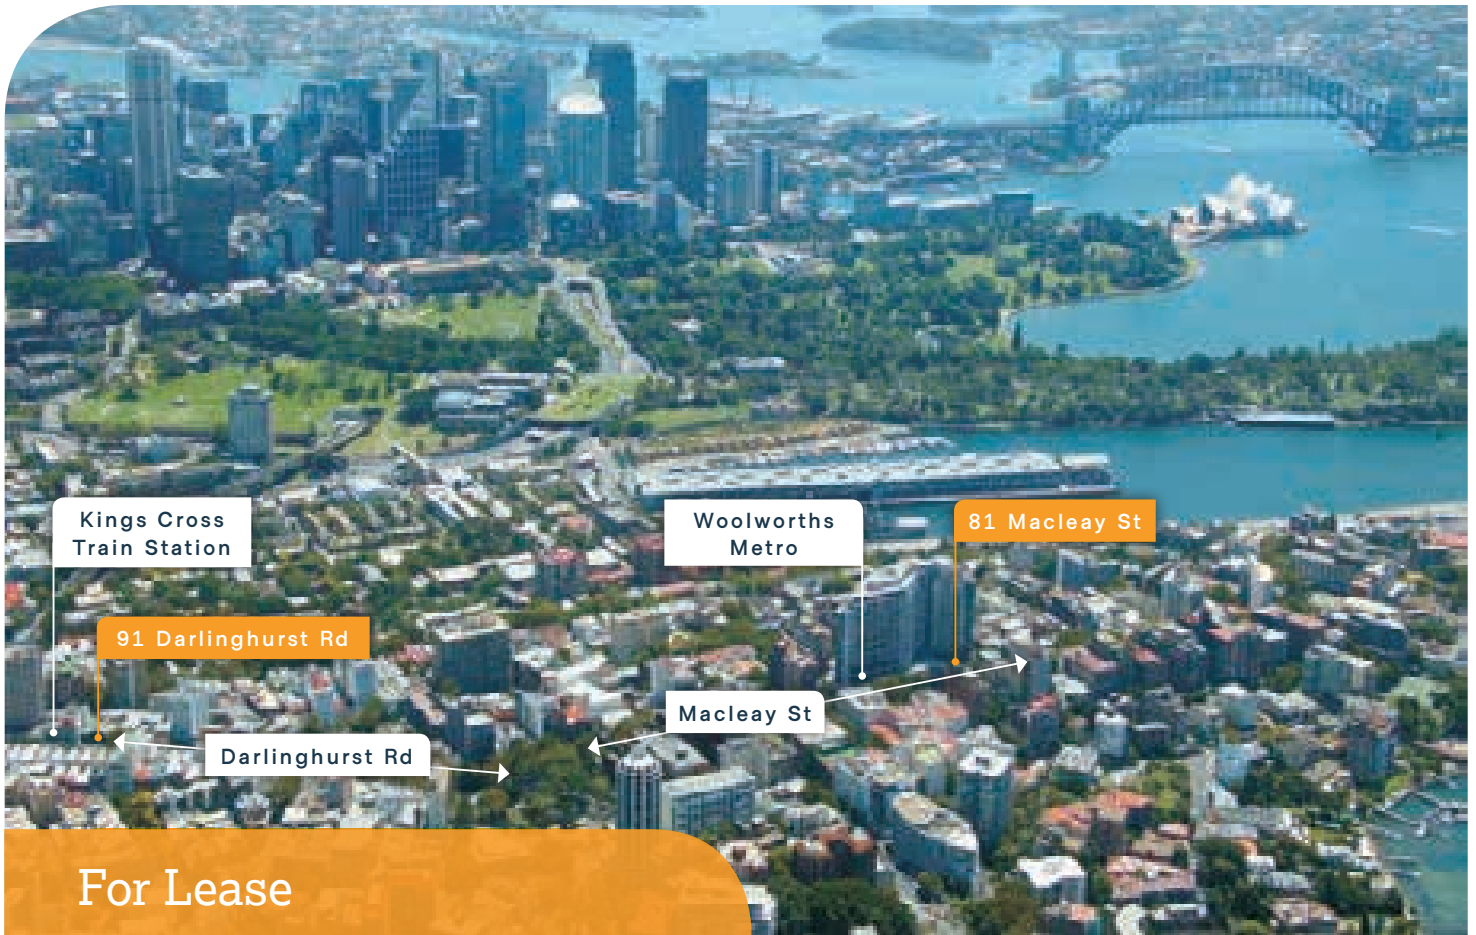 Kings Cross
Train Station
Woolworths
Metro
81 Macleay St
91 Darlinghurst Rd
Macleay St
Darlinghurst Rd
For Lease